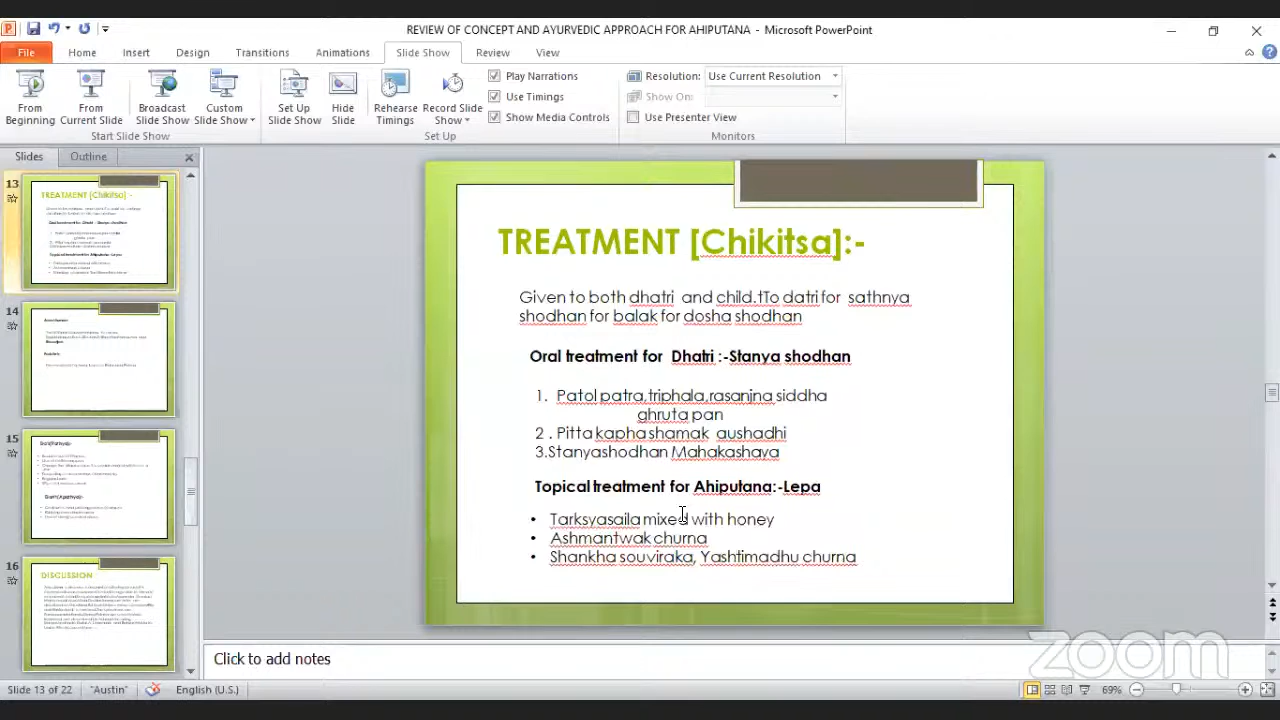 REVIEW OF CONCEPT AND AYURVEDIC APPROACH FOR AHIPUTANA - Microsoft PowerPoint
File Home Insert Design Transitions Animations Slide Show Review View
From Beginning
From Current Slide
Broadcast Slide Show
Custom Slide Show
Set Up Slide Show
Hide Slide
Rehearse Timings
Record Slide Show
Play Narrations
Use Timings
Show Media Controls
Resolution: Use Current Resolution
Show On:
Use Presenter View
Start Slide Show
Set Up
Monitors
Slides Outline
13
TREATMENT [Chikitsa] :-
14
15
16
DISCUSSION
TREATMENT [Chikitsa]:-
Given to both dhatri and child.tTo datri for sathnya
shodhan for balak for dosha shodhan
Oral treatment for Dhatri :-Stanya shodhan
1. Patol patra,triphala,rasanjna siddha
ghruta pan
2 . Pitta kapha shamak aushadhi
Topical treatment for Ahiputana:-Lepa
• mixed with honey
• Ashmantwak churna
• Shankha souviraka, Yashtimadhu churna
Click to add notes
zoom
Slide 13 of 22 "Austin" English (U.S.) 69%